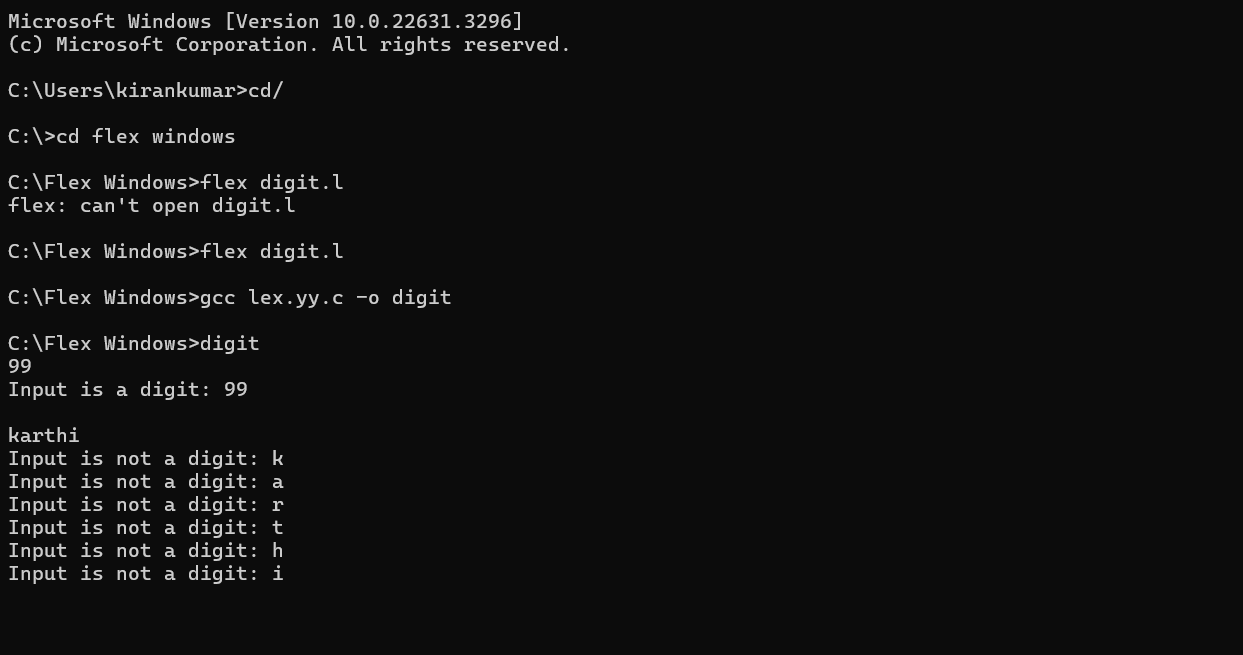 Microsoft Windows [Version 10.0.22631.3296]
(c) Microsoft Corporation. All rights reserved.
C:\Users\kirankumar>cd/
C:\>cd flex windows
C:\Flex Windows>flex digit.l
flex: can't open digit.l
C:\Flex Windows>flex digit.l
C:\Flex Windows>gcc lex.yy.c -o digit
C:\Flex Windows>digit
99
Input is a digit: 99
karthi
Input is not a digit: k
Input is not a digit: a
Input is not a digit: r
Input is not a digit: t
Input is not a digit: h
Input is not a digit: i